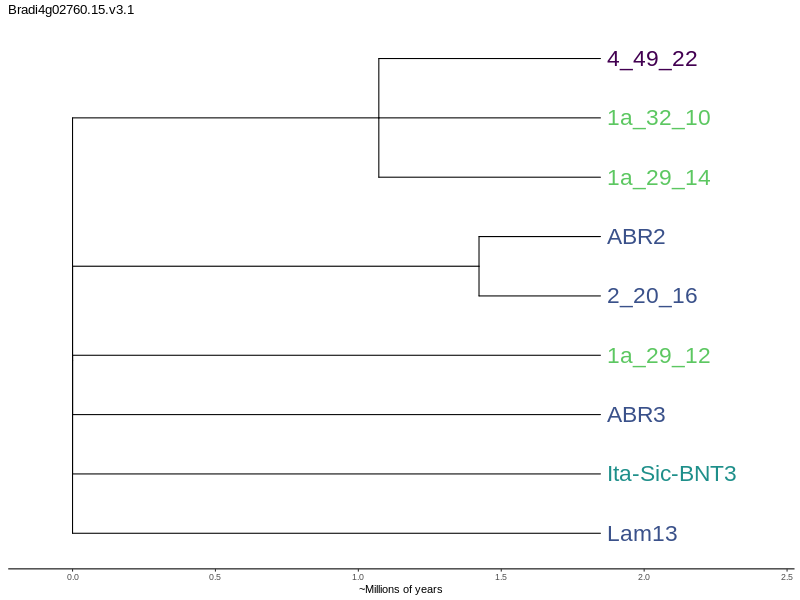 Bradi4g02760.15.v3.1
4_49_22
1a_32_10
1a_29_14
ABR2
2_20_16
1a_29_12
ABR3
Ita-Sic-BNT3
Lam13
0.0 0.5 1.0 1.5 2.0 2.5
~Millions of years